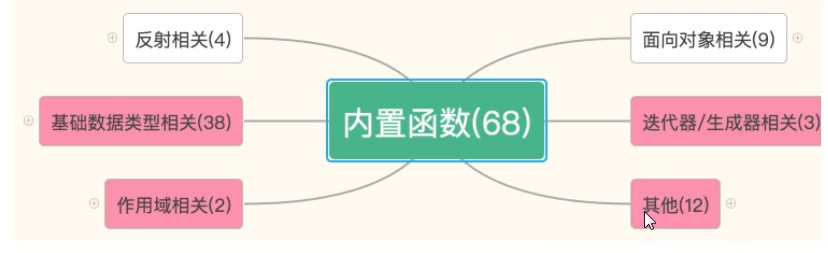 反射相关(4)
面向对象相关(9)
基础数据类型相关(38)
内置函数(68)
迭代器/生成器相关(3)
作用域相关(2)
其他(12)